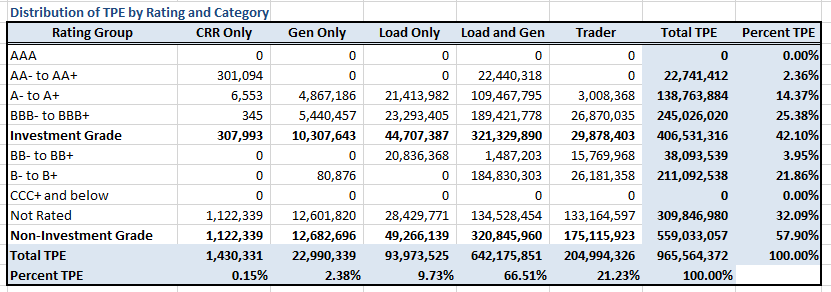 Distribution of TPE by Rating and Category
Rating Group CRR Only Gen Only Load Only Load and Gen Trader Total TPE Percent TPE
AAA 0 0 0 0 0 0 0.00%
AA- to AA+ 301,094 0 0 22,440,318 0 22,741,412 2.36%
A- to A+ 6,553 4,867,186 21,413,982 109,467,795 3,008,368 138,763,884 14.37%
BBB- to BBB+ 345 5,440,457 23,293,405 189,421,778 26,870,035 245,026,020 25.38%
Investment Grade 307,993 10,307,643 44,707,387 321,329,890 29,878,403 406,531,316 42.10%
BB- to BB+ 0 0 20,836,368 1,487,203 15,769,968 38,093,539 3.95%
B- to B+ 0 80,876 0 184,830,303 26,181,358 211,092,538 21.86%
CCC+ and below 0 0 0 0 0 0 0.00%
Not Rated 1,122,339 12,601,820 28,429,771 134,528,454 133,164,597 309,846,980 32.09%
Non-Investment Grade 1,122,339 12,682,696 49,266,139 320,845,960 175,115,923 559,033,057 57.90%
Total TPE 1,430,331 22,990,339 93,973,525 642,175,851 204,994,326 965,564,372 100.00%
Percent TPE 0.15% 2.38% 9.73% 66.51% 21.23% 100.00%